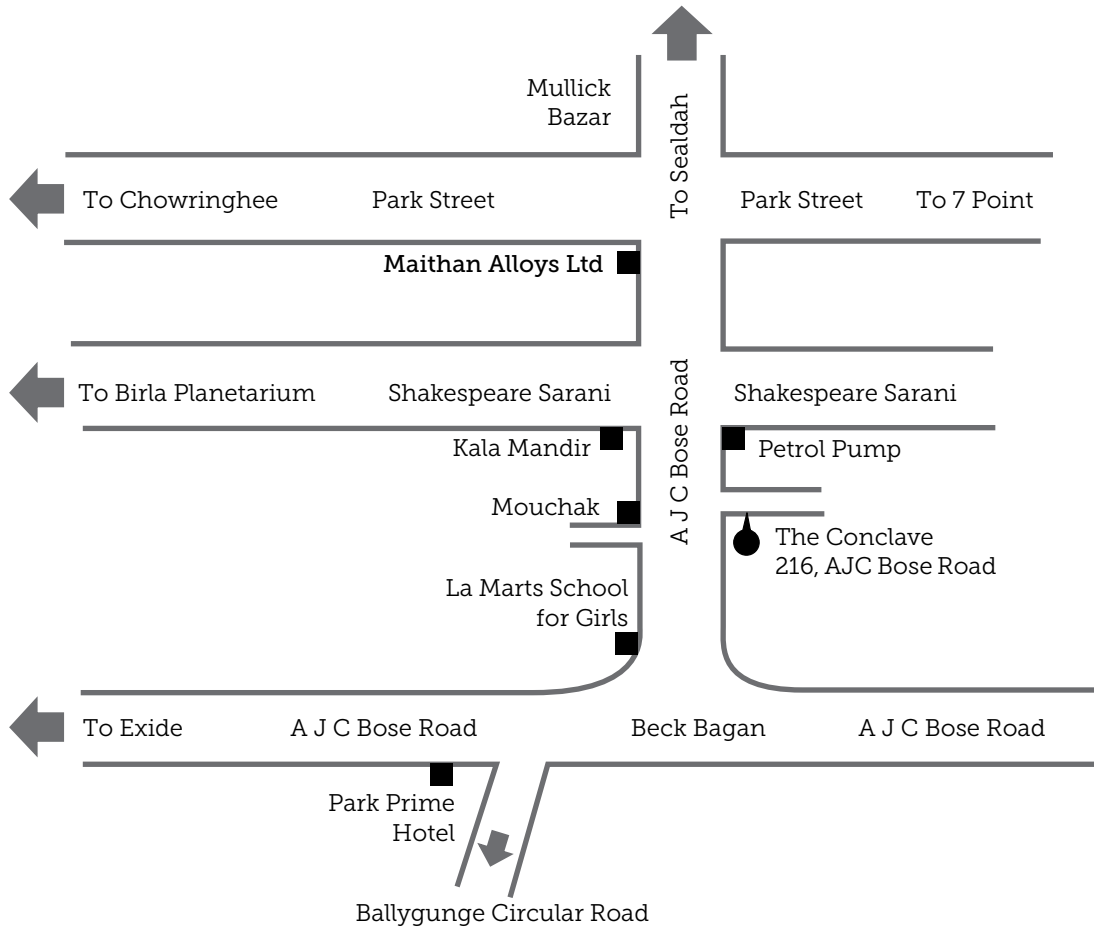 Mullick
Bazar
To Sealdah
To Chowringhee
Park Street
Park Street
To 7 Point
Maithan Alloys Ltd
A J C Bose Road
To Birla Planetarium
Shakespeare Sarani
Shakespeare Sarani
Kala Mandir
Petrol Pump
Mouchak
The Conclave
216, AJC Bose Road
La Marts School
for Girls
To Exide
A J C Bose Road
Beck Bagan
A J C Bose Road
Park Prime
Hotel
Ballygunge Circular Road